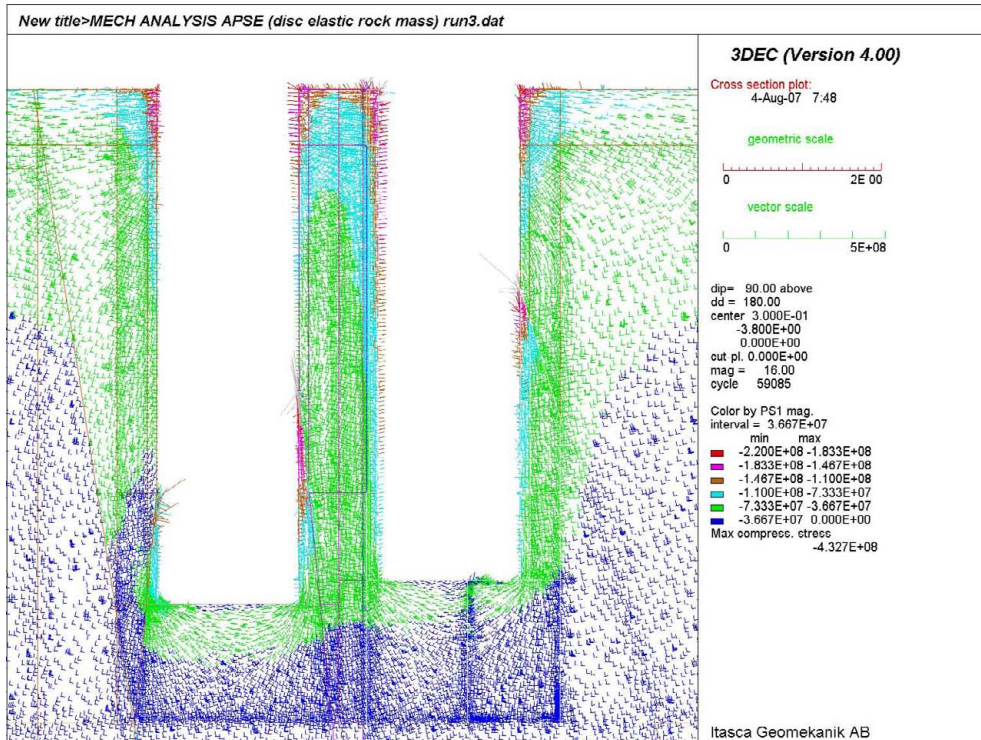 New title>MECH ANALYSIS APSE (disc elastic rock mass) run3.dat
3DEC (Version 4.00)
Cross section plot:
4-Aug-07 7:48
geometric scale
0 2E 00
vector scale
0 5E+08
dip= 90.00 above
dd = 180.00
center 3.000E-01
-3.800E+00
0.000E+00
cut pl. 0.000E+00
mag = 16.00
cycle 59085
Color by PS1 mag.
interval = 3.667E+07
min max
-2.200E+08 -1.833E+08
-1.833E+08 -1.467E+08
-1.467E+08 -1.100E+08
-1.100E+08 -7.333E+07
-7.333E+07 -3.667E+07
-3.667E+07 0.000E+00
Max compress. stress
-4.327E+08
Itasca Geomekanik AB